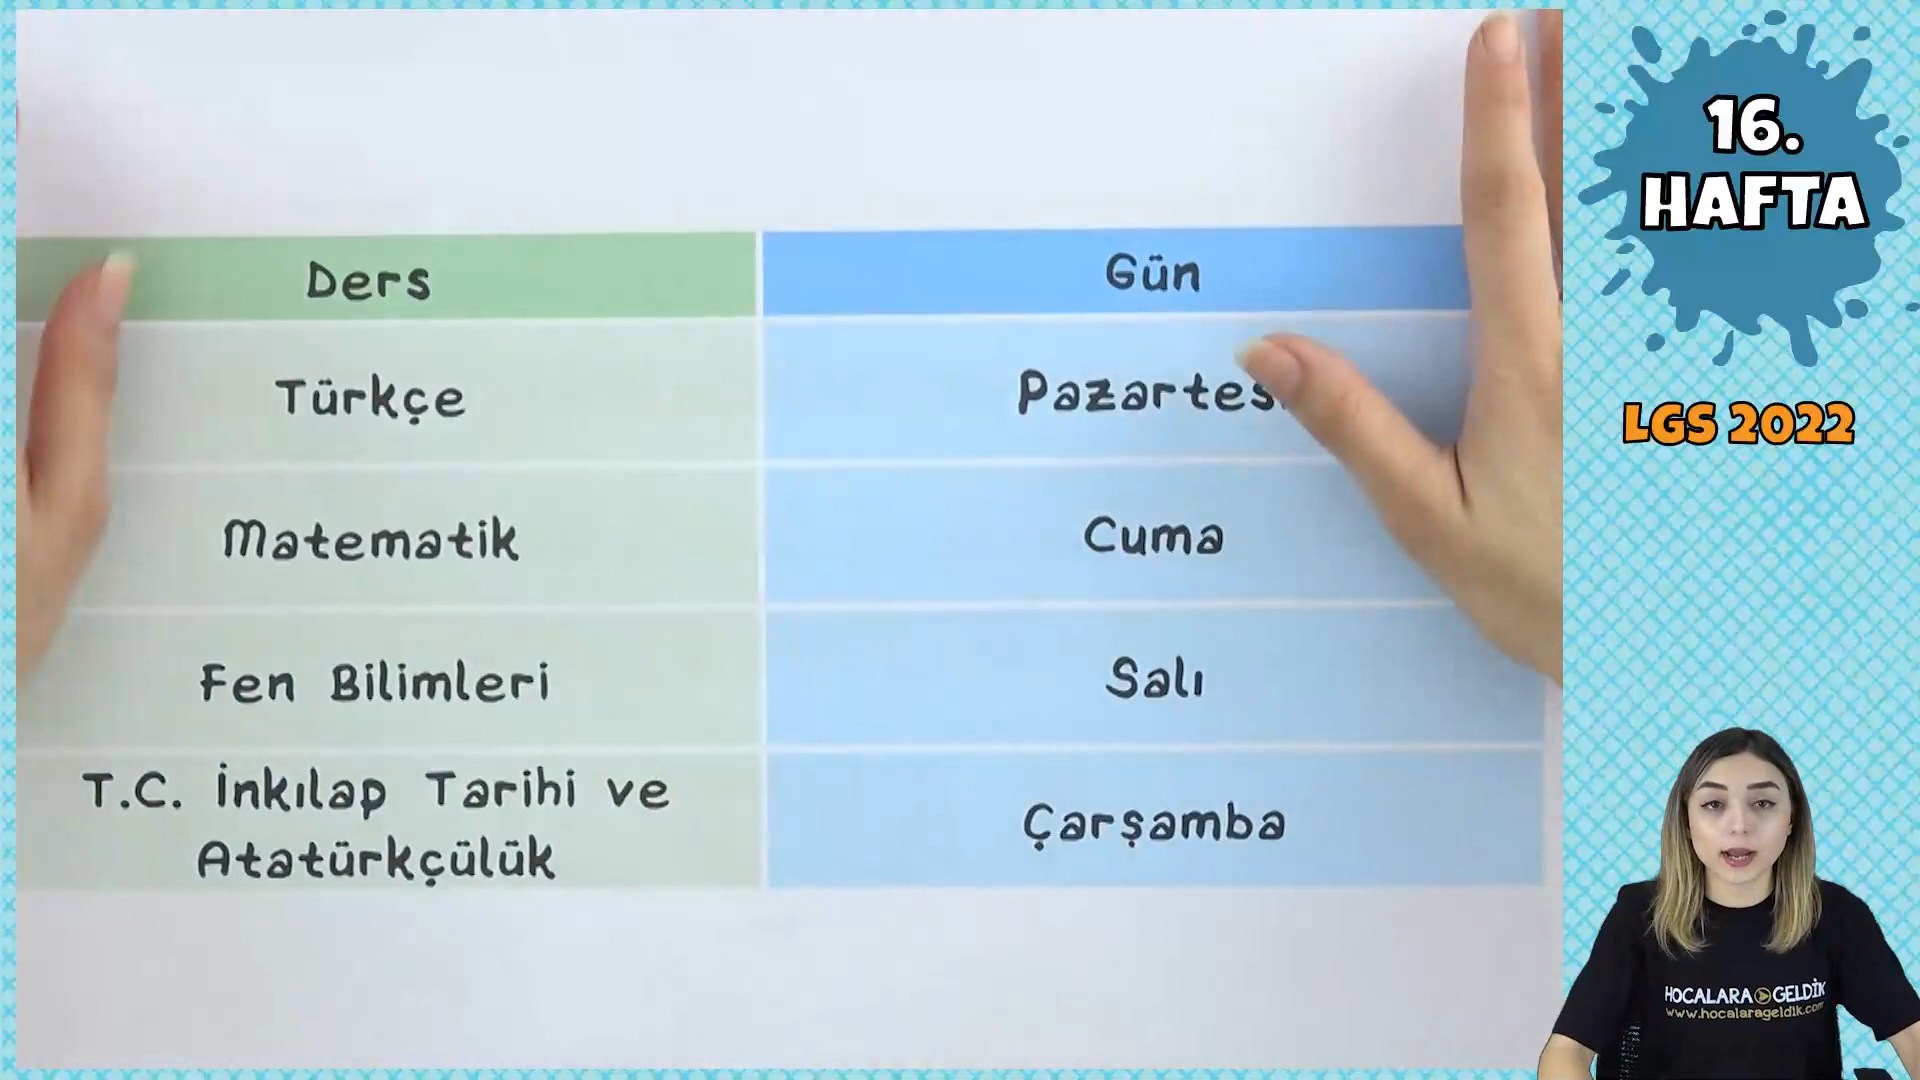 16.
HAFTA
LGS 2022
Ders
Gün
Türkçe
Matematik
Cuma
Fen Bilimleri
Salı
T.C. İnkılap Tarihi ve
Atatürkçülük
Çarşamba
HOCALARA GELDİK
www.hocalarageldik.com